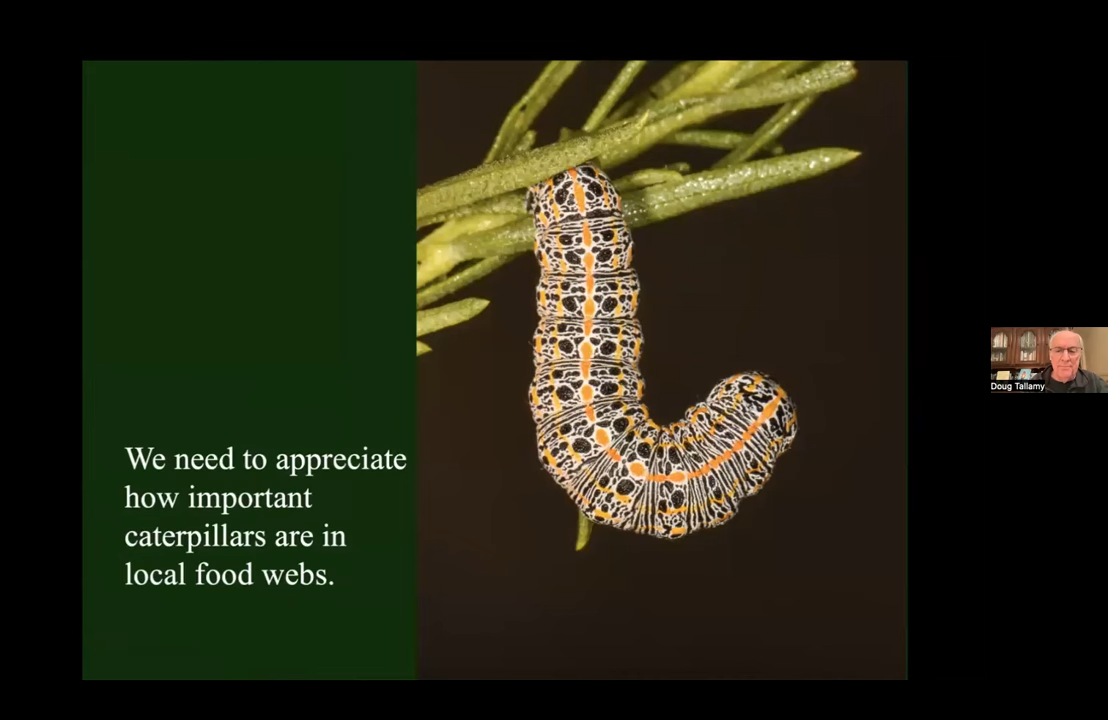 We need to appreciate
how important
caterpillars are in
local food webs.
Doug Tallamy